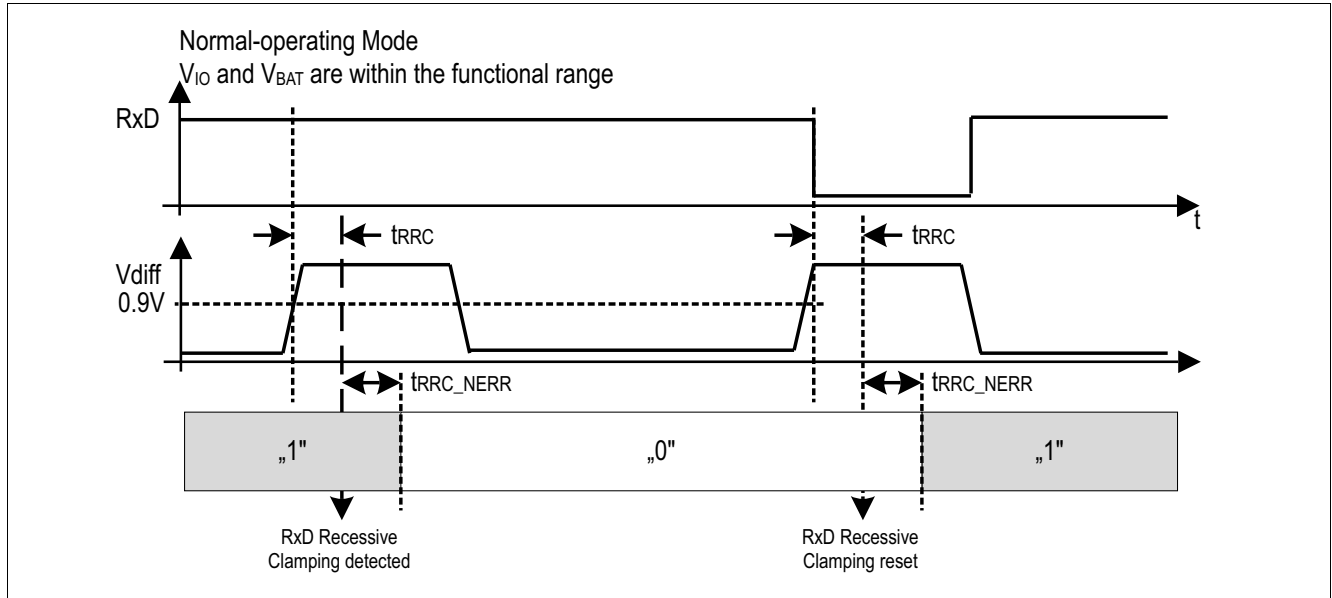 Normal-operating Mode
VIO and VBAT are within the functional range
RxD
t
tRRC
tRRC
Vdiff
0.9V
tRRC_NERR
tRRC_NERR
„1"
„0"
„1"
RxD Recessive
Clamping detected
RxD Recessive
Clamping reset